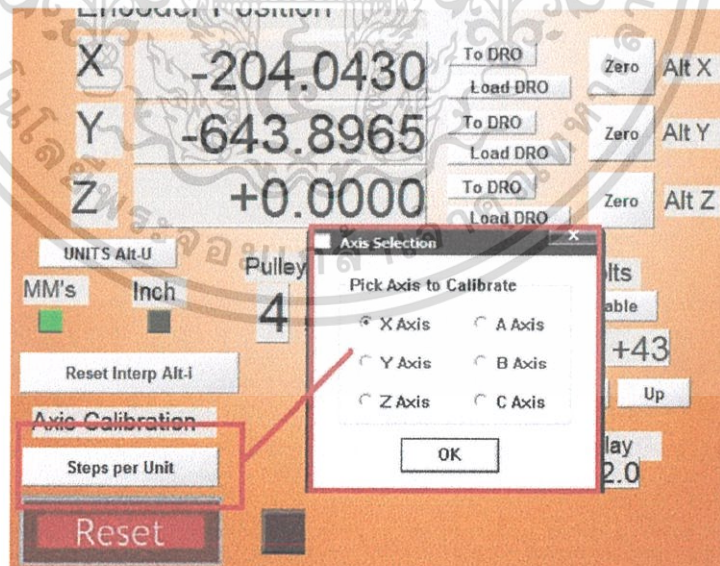 Encoder Position
X -204.0430 To DRO Load DRO Zero Alt X
Y -643.8965 To DRO Load DRO Zero Alt Y
Z +0.0000 To DRO Load DRO Zero Alt Z
UNITS Alt-U
MM's Inch
Pulley
4
Axis Selection X
Pick Axis to Calibrate
X Axis A Axis
Y Axis B Axis
Z Axis C Axis
OK
+43
Up
2.0
Reset Interp Alt-i
Axis Calibration
Steps per Unit
Reset